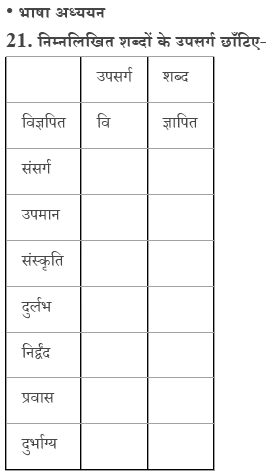 • भाषा अध्ययन
21. निम्नलिखित शब्दों के उपसर्ग छाँटिए-
उपसर्ग शब्द
विज्ञपित वि ज्ञापित
संसर्ग
उपमान
संस्कृति
दुर्लभ
निर्द्वंद
प्रवास
दुर्भाग्य